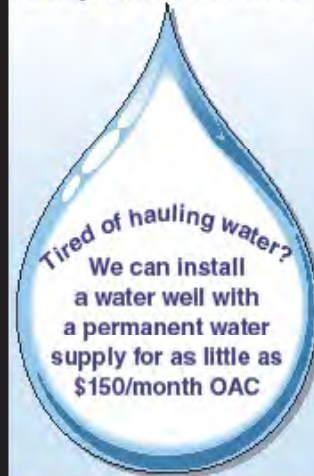 Tired of hauling water?
We can install
a water well with
a permanent water
supply for as little as
$150/month OAC